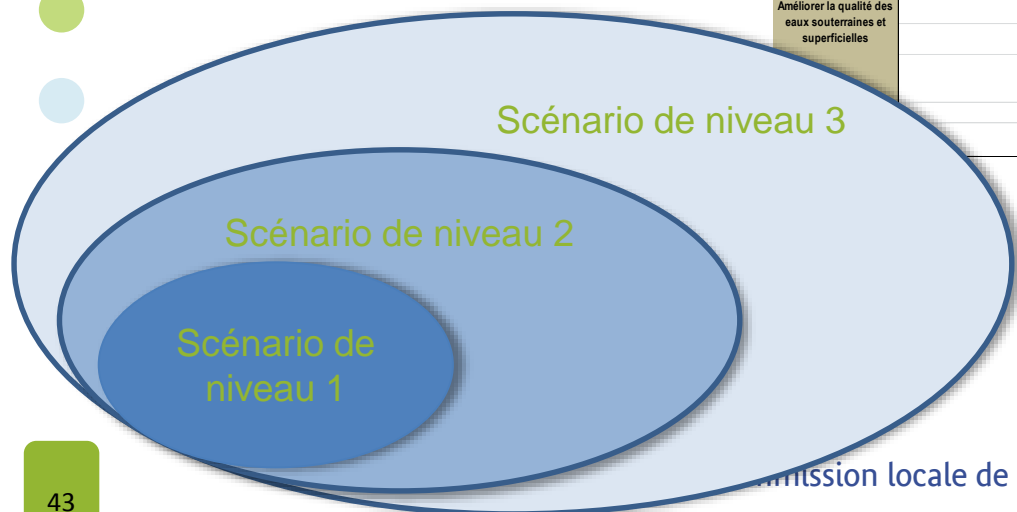 Améliorer la qualité des
eaux souterraines et
superficielles
Scénario de niveau 3
Scénario de niveau 2
Scénario de
niveau 1
locale de
43